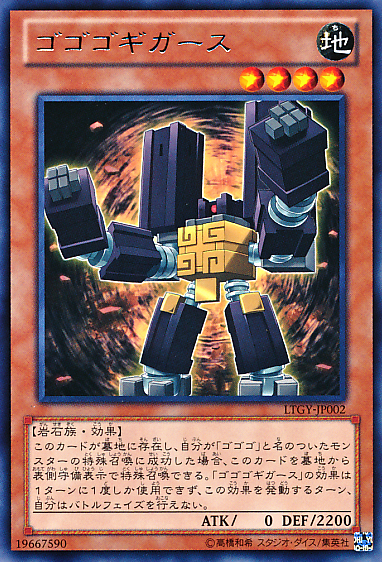 ゴゴゴギガース
地
LTGY-JP002
【岩石族・効果】
このカードが墓地に存在し、自分が「ゴゴゴ」と名のついたモン
スターの特殊召喚に成功した場合、このカードを墓地から
表側守備表示で特殊召喚できる。「ゴゴゴギガース」の効果は
1ターンに1度しか使用できず、この効果を発動するターン、
自分はバトルフェイズを行えない。
ATK/ 0 DEF/2200
19667590
©高橋和希 スタジオ・ダイス/集英社